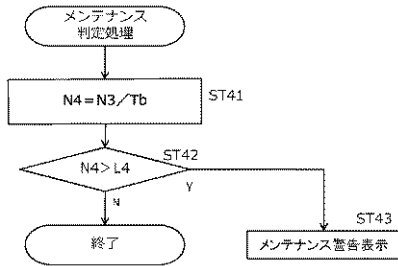 メンテナンス
判定処理
N4=N3/Tb
ST41
ST42
N4>L4
Y
N
ST43
終了
メンテナンス警告表示